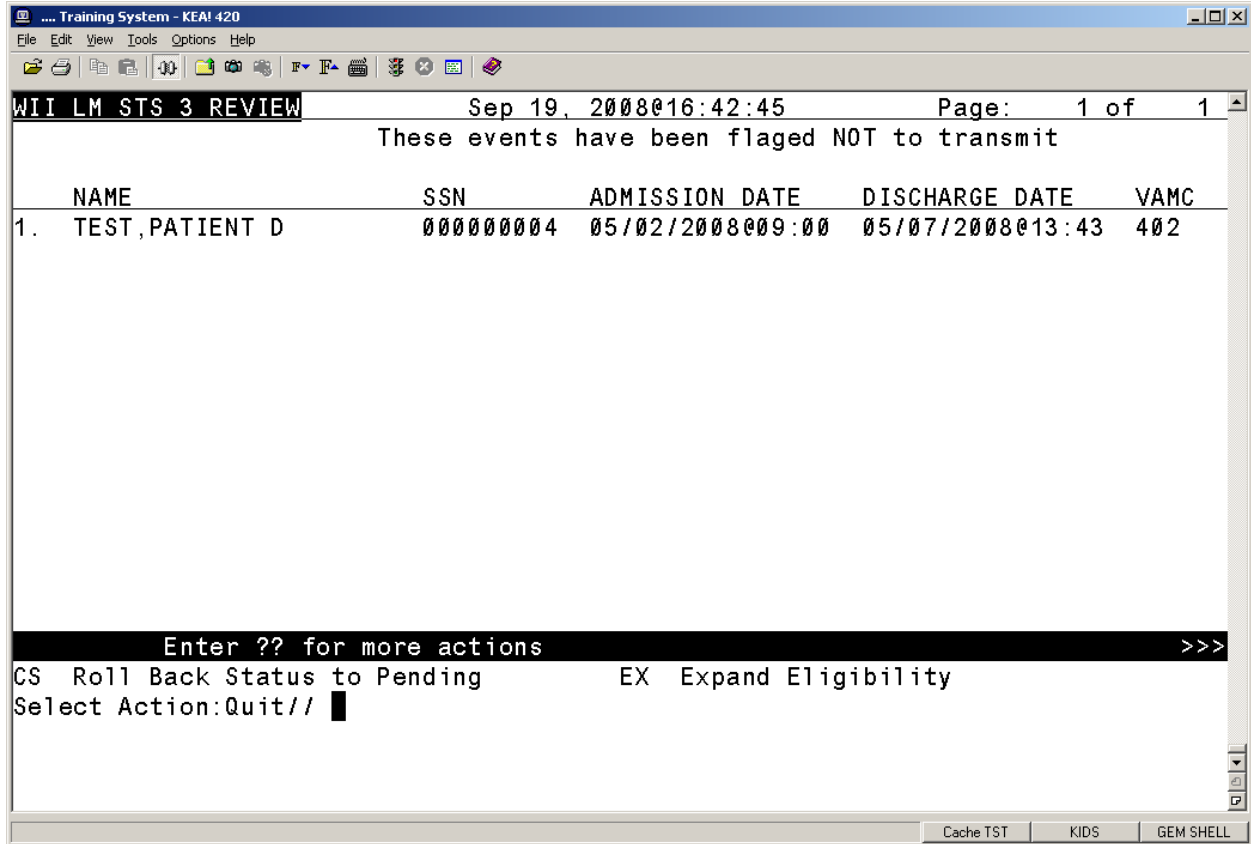 .... Training System - KEA! 420
File Edit View Tools Options Help
WII LM STS 3 REVIEW Sep 19, 2008@16:42:45 Page: 1 of 1
These events have been flaged NOT to transmit
NAME SSN ADMISSION DATE DISCHARGE DATE VAMC
1. TEST,PATIENT D 000000004 05/02/2008@09:00 05/07/2008@13:43 402
Enter ?? for more actions >>>
CS Roll Back Status to Pending EX Expand Eligibility
Select Action:Quit//
Cache TST KIDS GEM SHELL